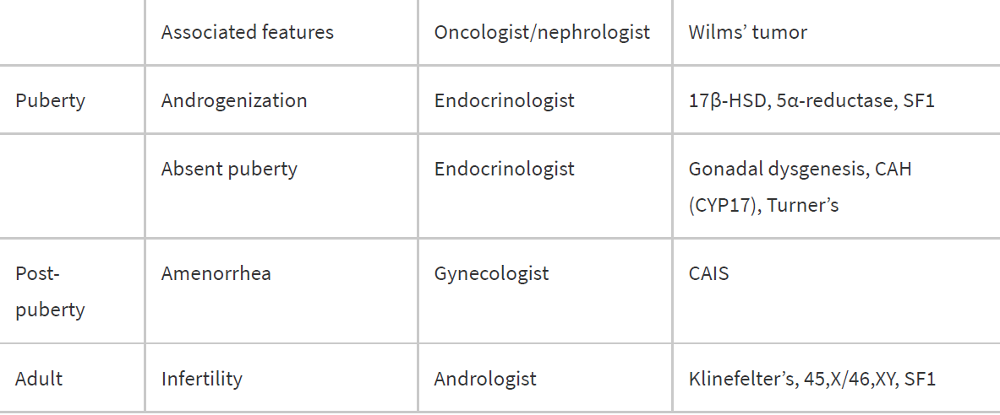 Associated features Oncologist/nephrologist Wilms’ tumor
Puberty Androgenization Endocrinologist 17β-HSD, 5α-reductase, SF1
Absent puberty Endocrinologist Gonadal dysgenesis, CAH
(CYP17), Turner’s
Post- Amenorrhea Gynecologist CAIS
puberty
Adult Infertility Andrologist Klinefelter’s, 45,X/46,XY, SF1